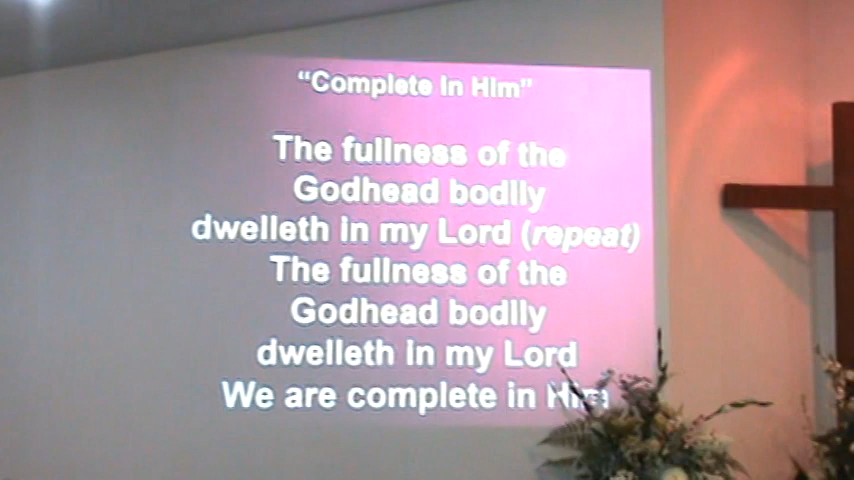 “Complete in Him”
The fullness of the
Godhead bodily
dwelleth in my Lord (repeat)
The fullness of the
Godhead bodily
dwelleth in my Lord
We are complete in Him